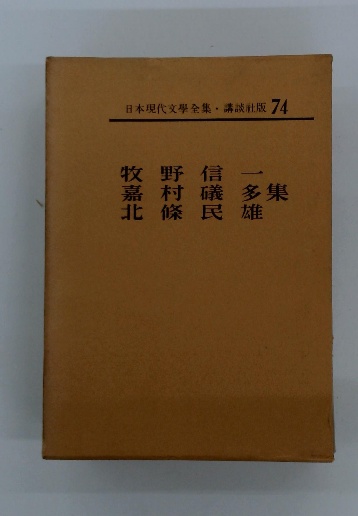 日本現代文學全集・講談社版 74
牧野信一
嘉村礒多集
北條民雄